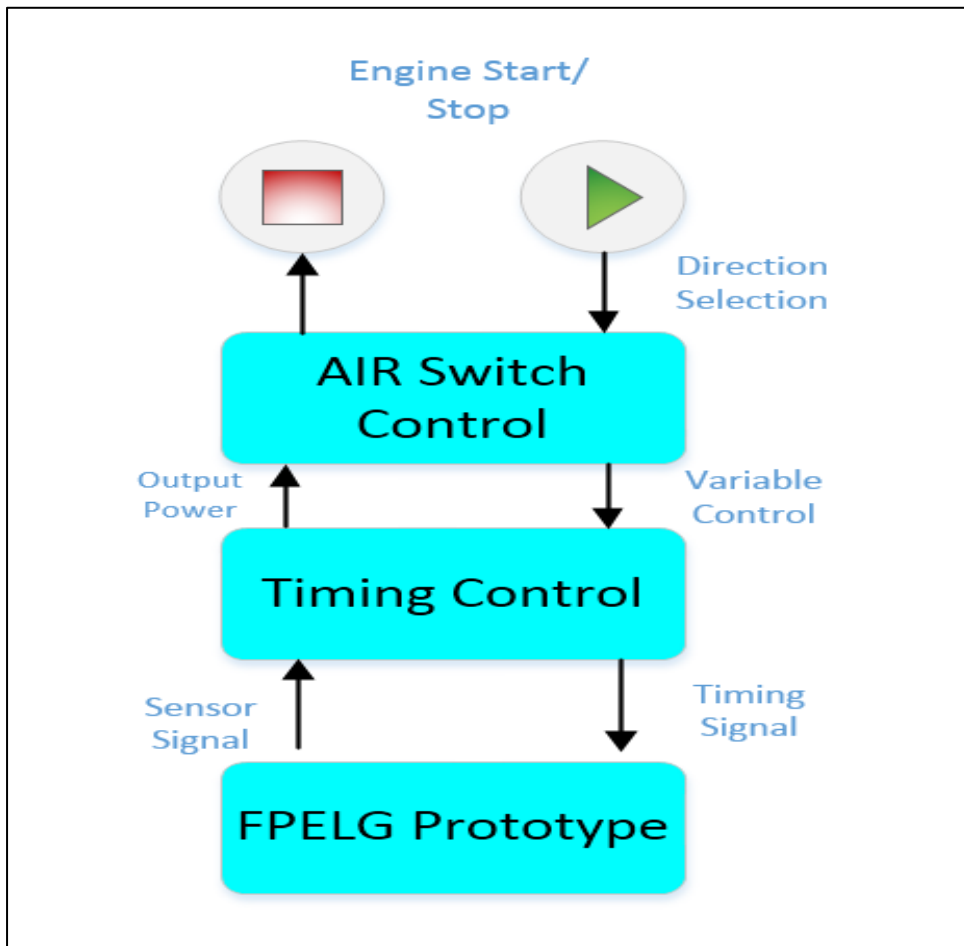 Engine Start/
Stop
Direction
Selection
AIR Switch
Control
Output
Power
Variable
Control
Timing Control
Sensor
Signal
Timing
Signal
FPELG Prototype